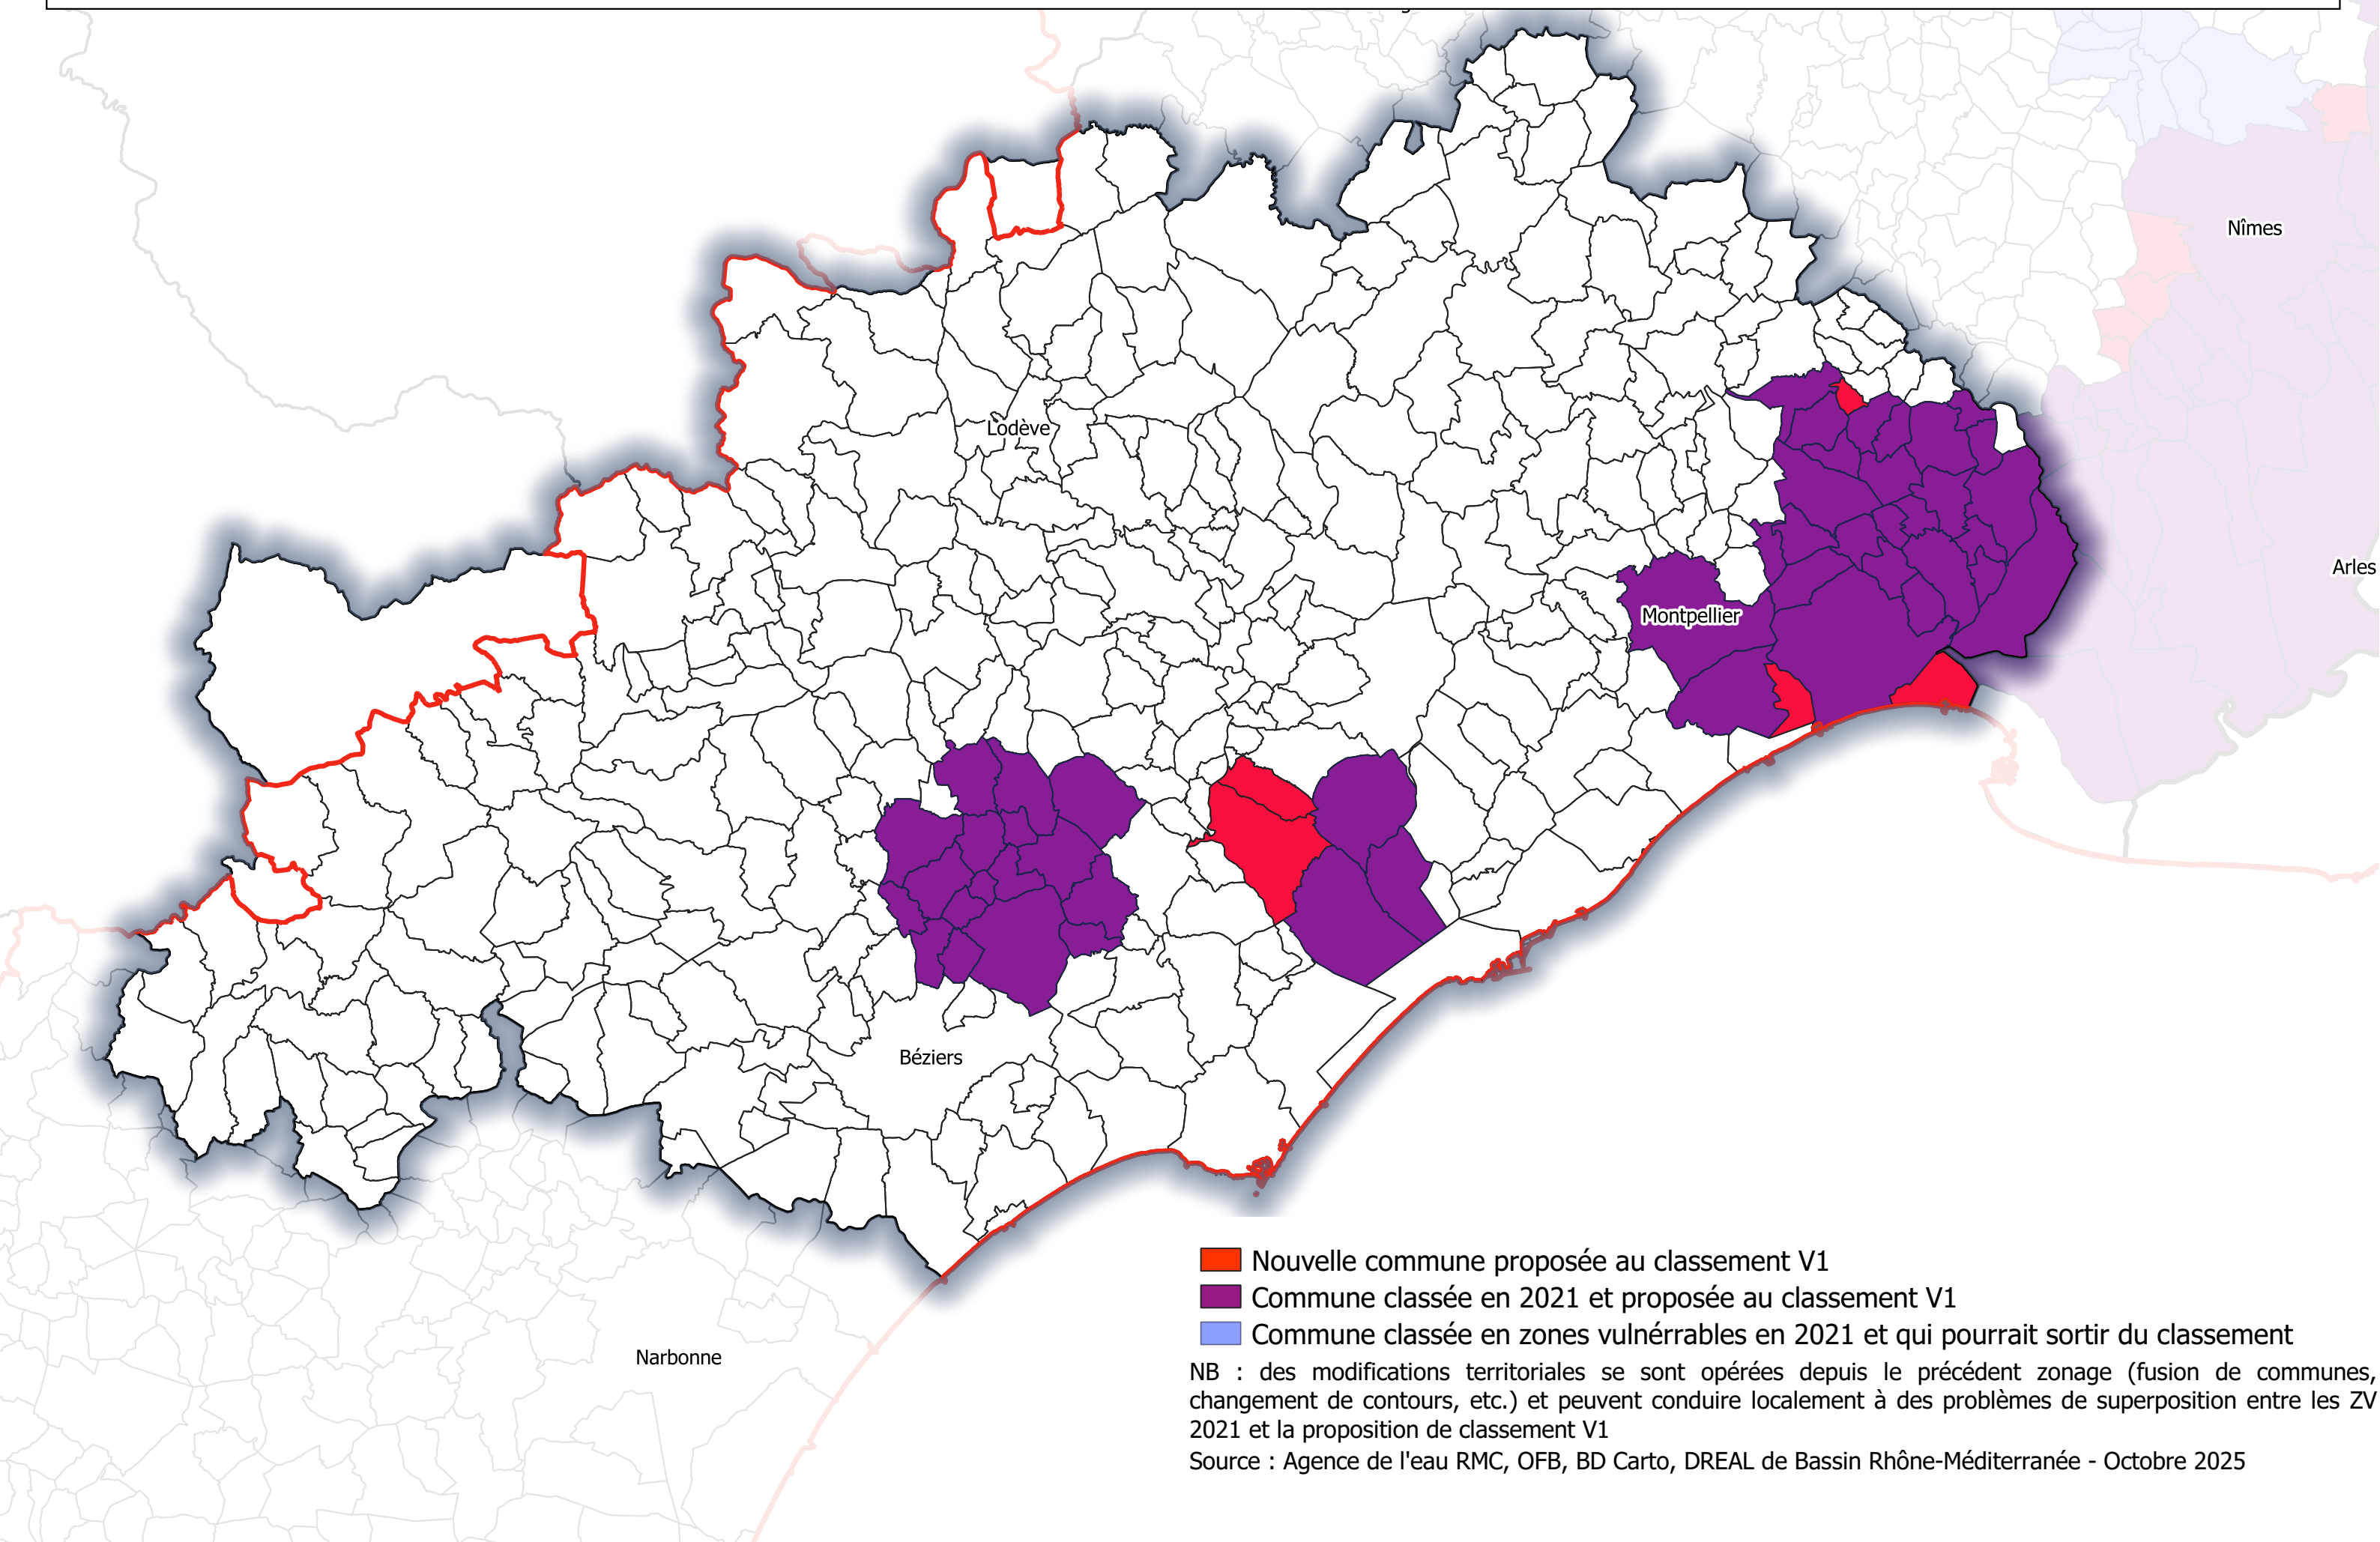 Nîmes
Lodève
Arles
Montpellier
Béziers
Narbonne
Nouvelle commune proposée au classement V1
Commune classée en 2021 et proposée au classement V1
Commune classée en zones vulnérrables en 2021 et qui pourrait sortir du classement
NB : des modifications territoriales se sont opérées depuis le précédent zonage (fusion de communes,
changement de contours, etc.) et peuvent conduire localement à des problèmes de superposition entre les ZV
2021 et la proposition de classement V1
Source : Agence de l'eau RMC, OFB, BD Carto, DREAL de Bassin Rhône-Méditerranée - Octobre 2025